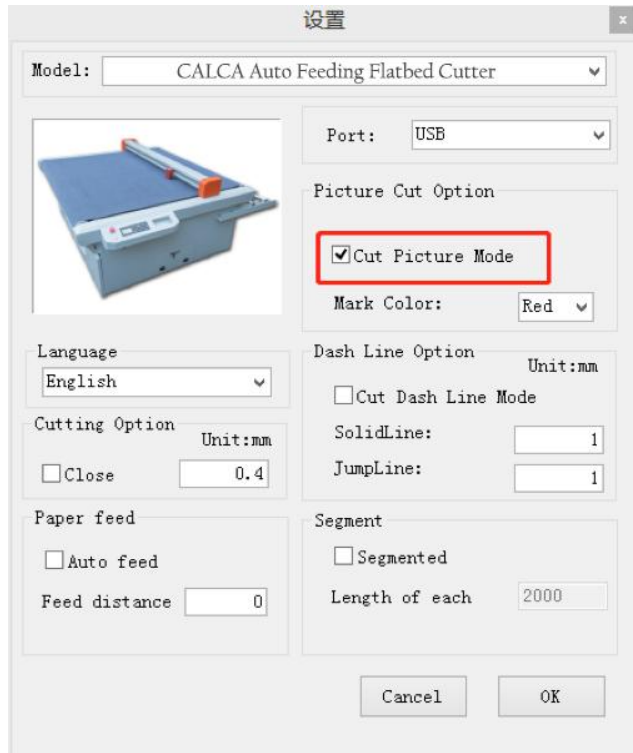 设置
x
Model: CALCA Auto Feeding Flatbed Cutter
Port: USB
Picture Cut Option
Cut Picture Mode
Mark Color: Red
Language
English
Dash Line Option
Unit:mm
Cut Dash Line Mode
SolidLine: 1
JumpLine: 1
Cutting Option
Unit:mm
Close 0.4
Paper feed
Auto feed
Feed distance 0
Segment
Segmented
Length of each 2000
Cancel OK